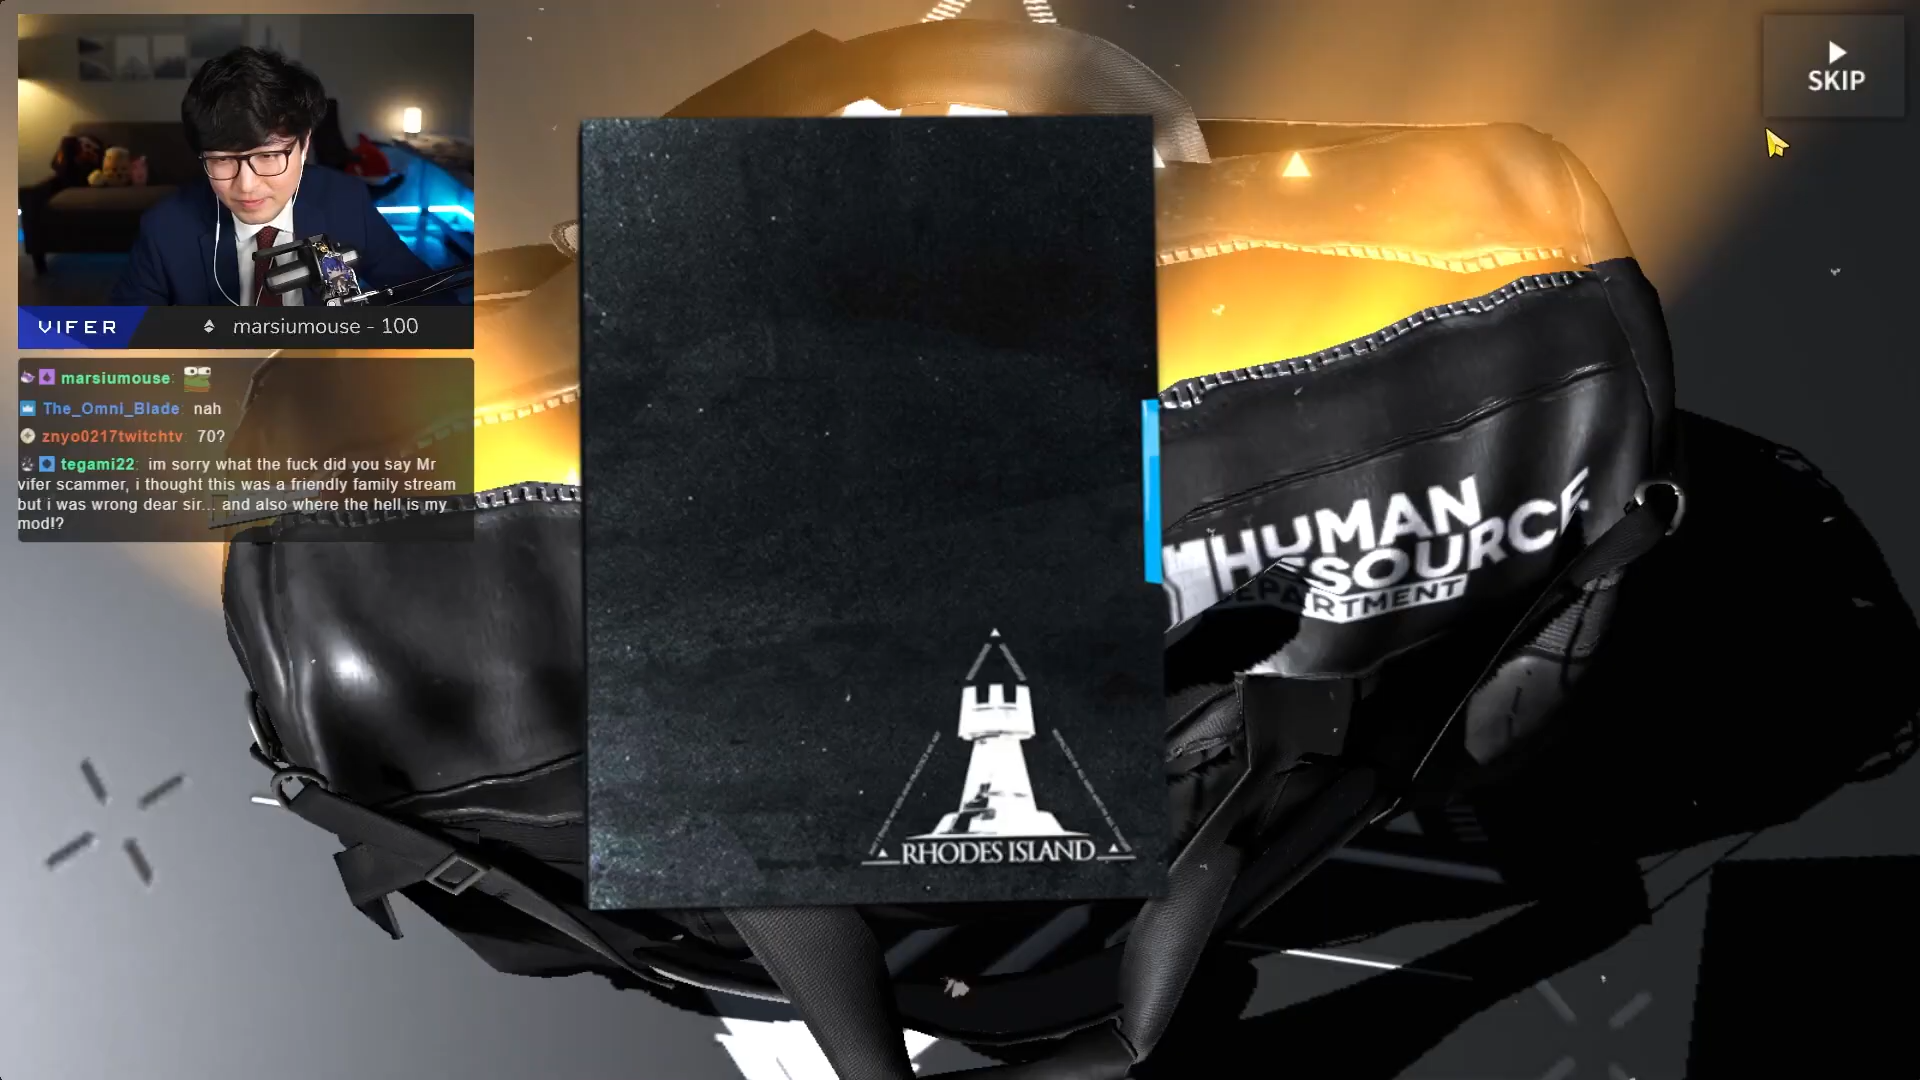 SKIP
VIFER
marsiumouse - 100
marsiumouse:
The_Omni_Blade: nah
znyo0217twitchtv: 70?
tegami22: im sorry what the fuck did you say Mr
vifer scammer, i thought this was a friendly family stream
but i was wrong dear sir... and also where the hell is my
mod!?
HUMAN
RESOURCE
DEPARTMENT
RHODES ISLAND